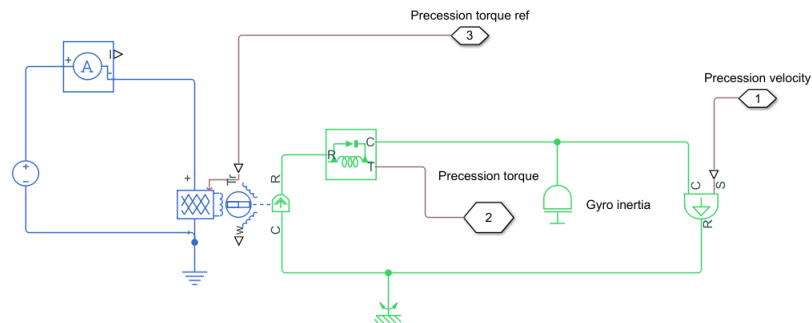 Precession torque ref
3
I
+
A
-
Precession velocity
1
R
C
T
Precession torque
2
Gyro inertia
+
-
+
Tr
R
C
S
+
w
C
R